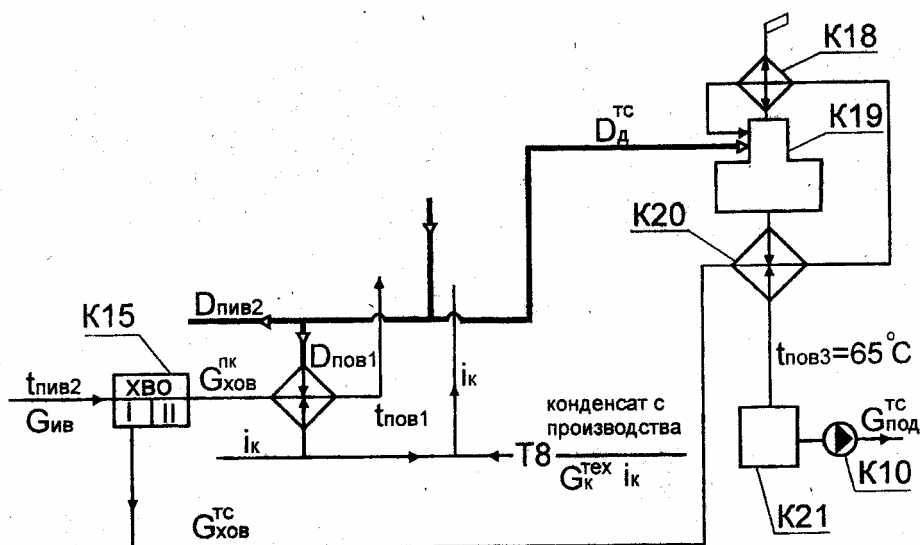 К18
К19
D_д^тс
К20
D_пив2
К15
D_пов1
G_хов^пк
t_пив2
ХВО
I II
G_ив
t_пов1
i_к
i_к
конденсат с
производства
Т8
G_к^тех i_к
t_пов3=65°C
G_под^тс
К10
К21
G_хов^тс